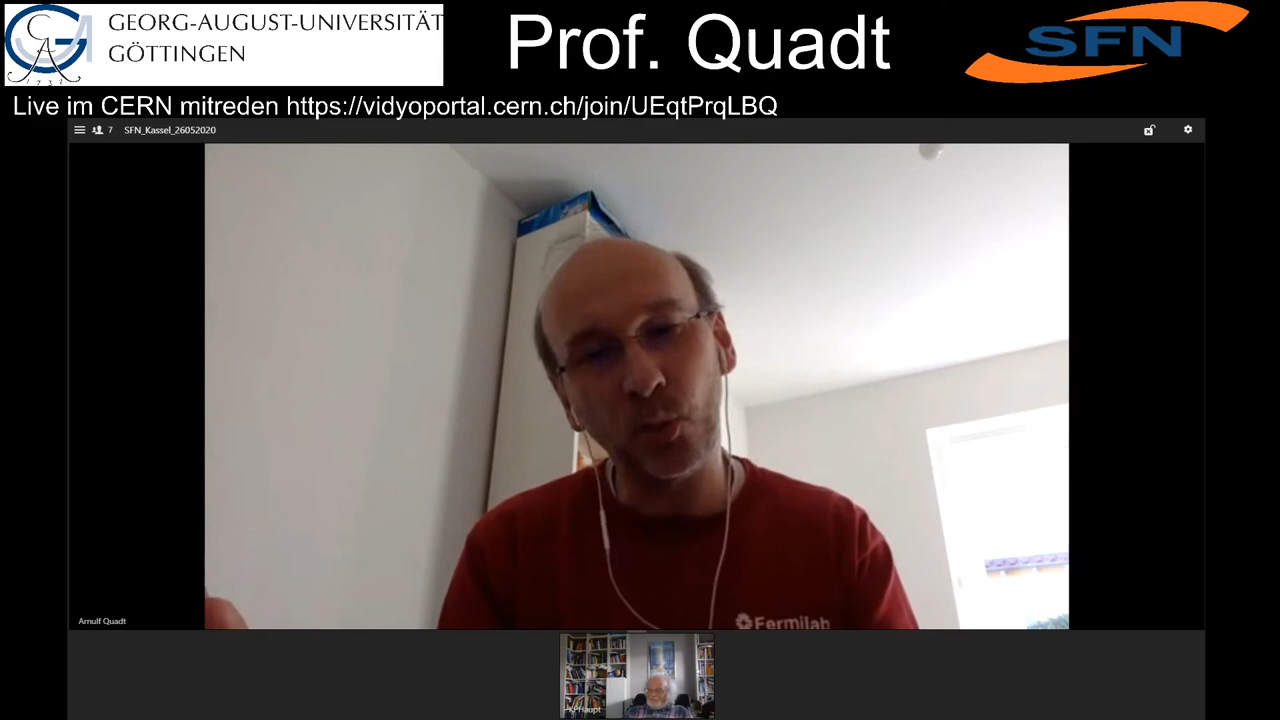 GEORG-AUGUST-UNIVERSITÄT
GÖTTINGEN
Prof. Quadt
SFN
Live im CERN mitreden https://vidyoportal.cern.ch/join/UEqtPrqLBQ
7 SFN_Kassel_26052020
Fermilab
Arnulf Quadt
KPHaupt